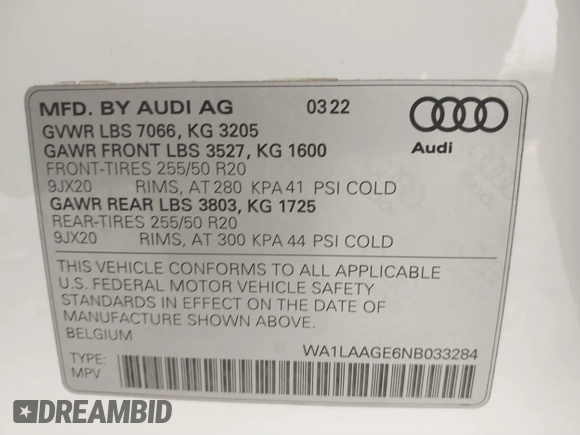 MFD. BY AUDI AG 03 22
GVWR LBS 7066, KG 3205
GAWR FRONT LBS 3527, KG 1600
FRONT-TIRES 255/50 R20
9JX20 RIMS, AT 280 KPA 41 PSI COLD
GAWR REAR LBS 3803, KG 1725
REAR-TIRES 255/50 R20
9JX20 RIMS, AT 300 KPA 44 PSI COLD
Audi
THIS VEHICLE CONFORMS TO ALL APPLICABLE
U.S. FEDERAL MOTOR VEHICLE SAFETY
STANDARDS IN EFFECT ON THE DATE OF
MANUFACTURE SHOWN ABOVE.
BELGIUM
WA1LAAGE6NB033284
TYPE:
MPV
DREAMBID